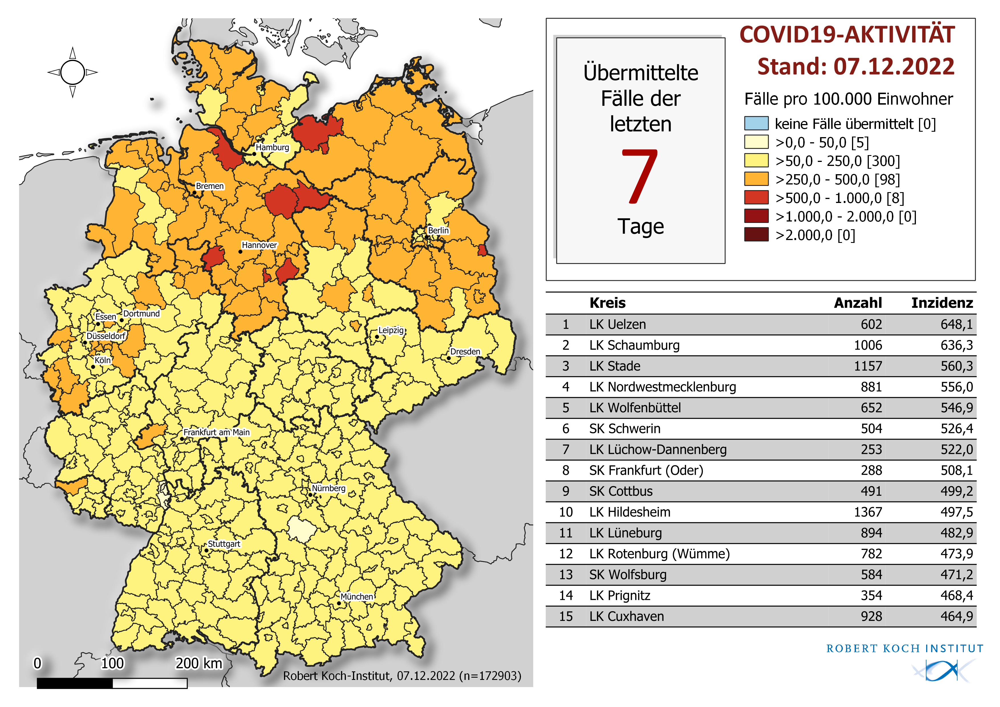 COVID19-AKTIVITÄT
Stand: 07.12.2022
Übermittelte
Fälle der
letzten
7
Tage
Fälle pro 100.000 Einwohner
keine Fälle übermittelt [0]
>0,0 - 50,0 [5]
>50,0 - 250,0 [300]
>250,0 - 500,0 [98]
>500,0 - 1.000,0 [8]
>1.000,0 - 2.000,0 [0]
>2.000,0 [0]
Hamburg
Bremen
Berlin
Hannover
Essen
Dortmund
Düsseldorf
Leipzig
Dresden
Köln
Frankfurt am Main
Nürnberg
Stuttgart
München
0 100 200 km
Robert Koch-Institut, 07.12.2022 (n=172903)
Kreis Anzahl Inzidenz
1 LK Uelzen 602 648,1
2 LK Schaumburg 1006 636,3
3 LK Stade 1157 560,3
4 LK Nordwestmecklenburg 881 556,0
5 LK Wolfenbüttel 652 546,9
6 SK Schwerin 504 526,4
7 LK Lüchow-Dannenberg 253 522,0
8 SK Frankfurt (Oder) 288 508,1
9 SK Cottbus 491 499,2
10 LK Hildesheim 1367 497,5
11 LK Lüneburg 894 482,9
12 LK Rotenburg (Wümme) 782 473,9
13 SK Wolfsburg 584 471,2
14 LK Prignitz 354 468,4
15 LK Cuxhaven 928 464,9
ROBERT KOCH INSTITUT